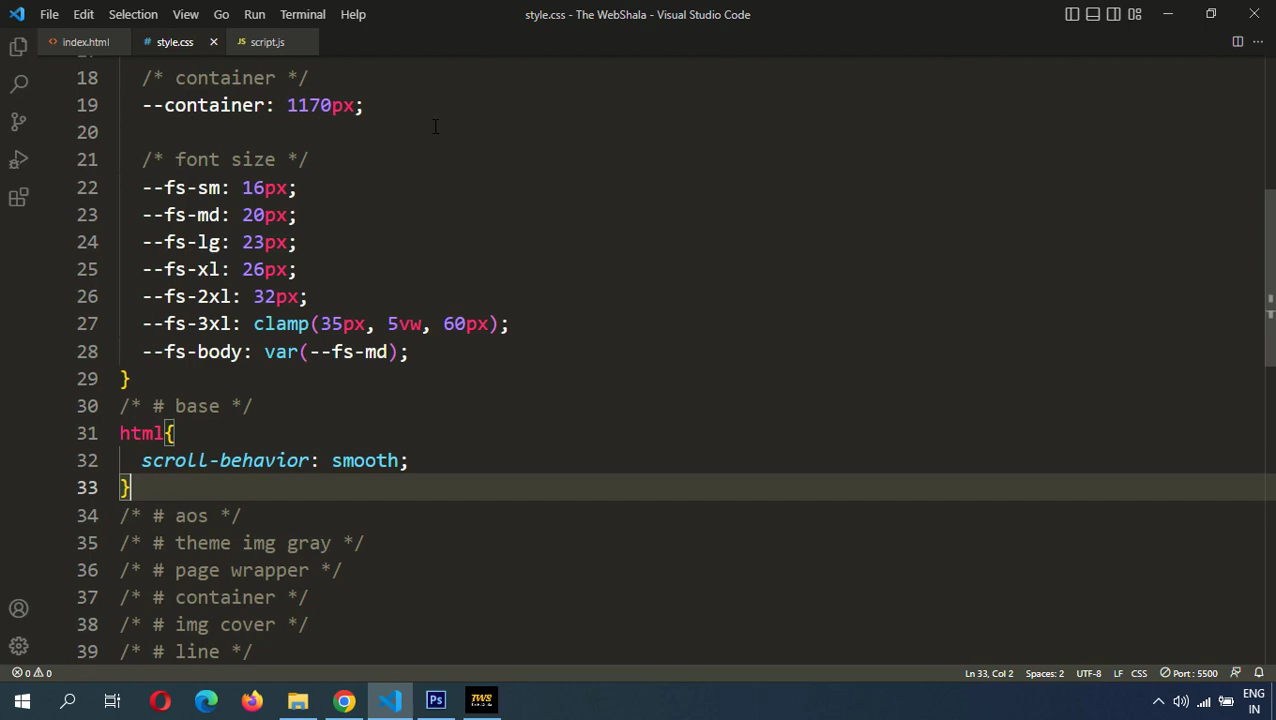 File Edit Selection View Go Run Terminal Help
style.css - The WebShala - Visual Studio Code
index.html
style.css
script.js
18 /* container */
19 --container: 1170px;
20
21 /* font size */
22 --fs-sm: 16px;
23 --fs-md: 20px;
24 --fs-lg: 23px;
25 --fs-xl: 26px;
26 --fs-2xl: 32px;
27 --fs-3xl: clamp(35px, 5vw, 60px);
28 --fs-body: var(--fs-md);
29 }
30 /* # base */
31 html{
32 scroll-behavior: smooth;
33 }
34 /* # aos */
35 /* # theme img gray */
36 /* # page wrapper */
37 /* # container */
38 /* # img cover */
39 /* # line */
0 0
Ln 33, Col 2 Spaces: 2 UTF-8 LF CSS Port : 5500
Ps
TWS
ENG
IN